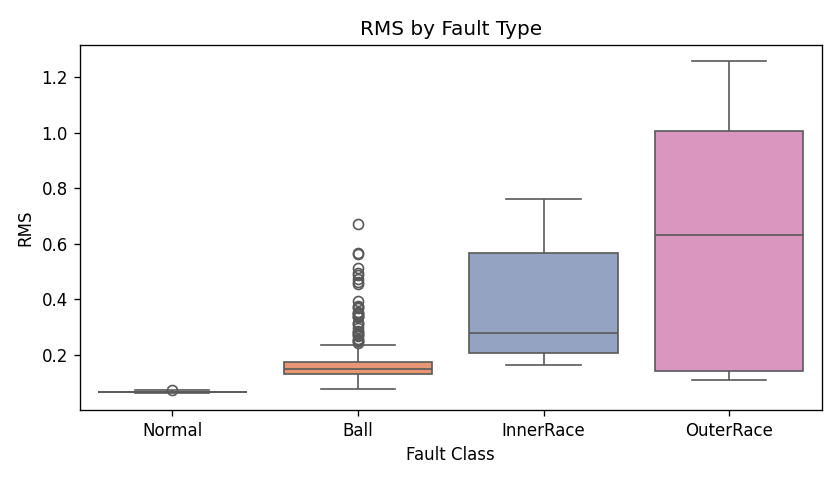 RMS by Fault Type
RMS
1.2
1.0
0.8
0.6
0.4
0.2
Normal
Ball
InnerRace
OuterRace
Fault Class